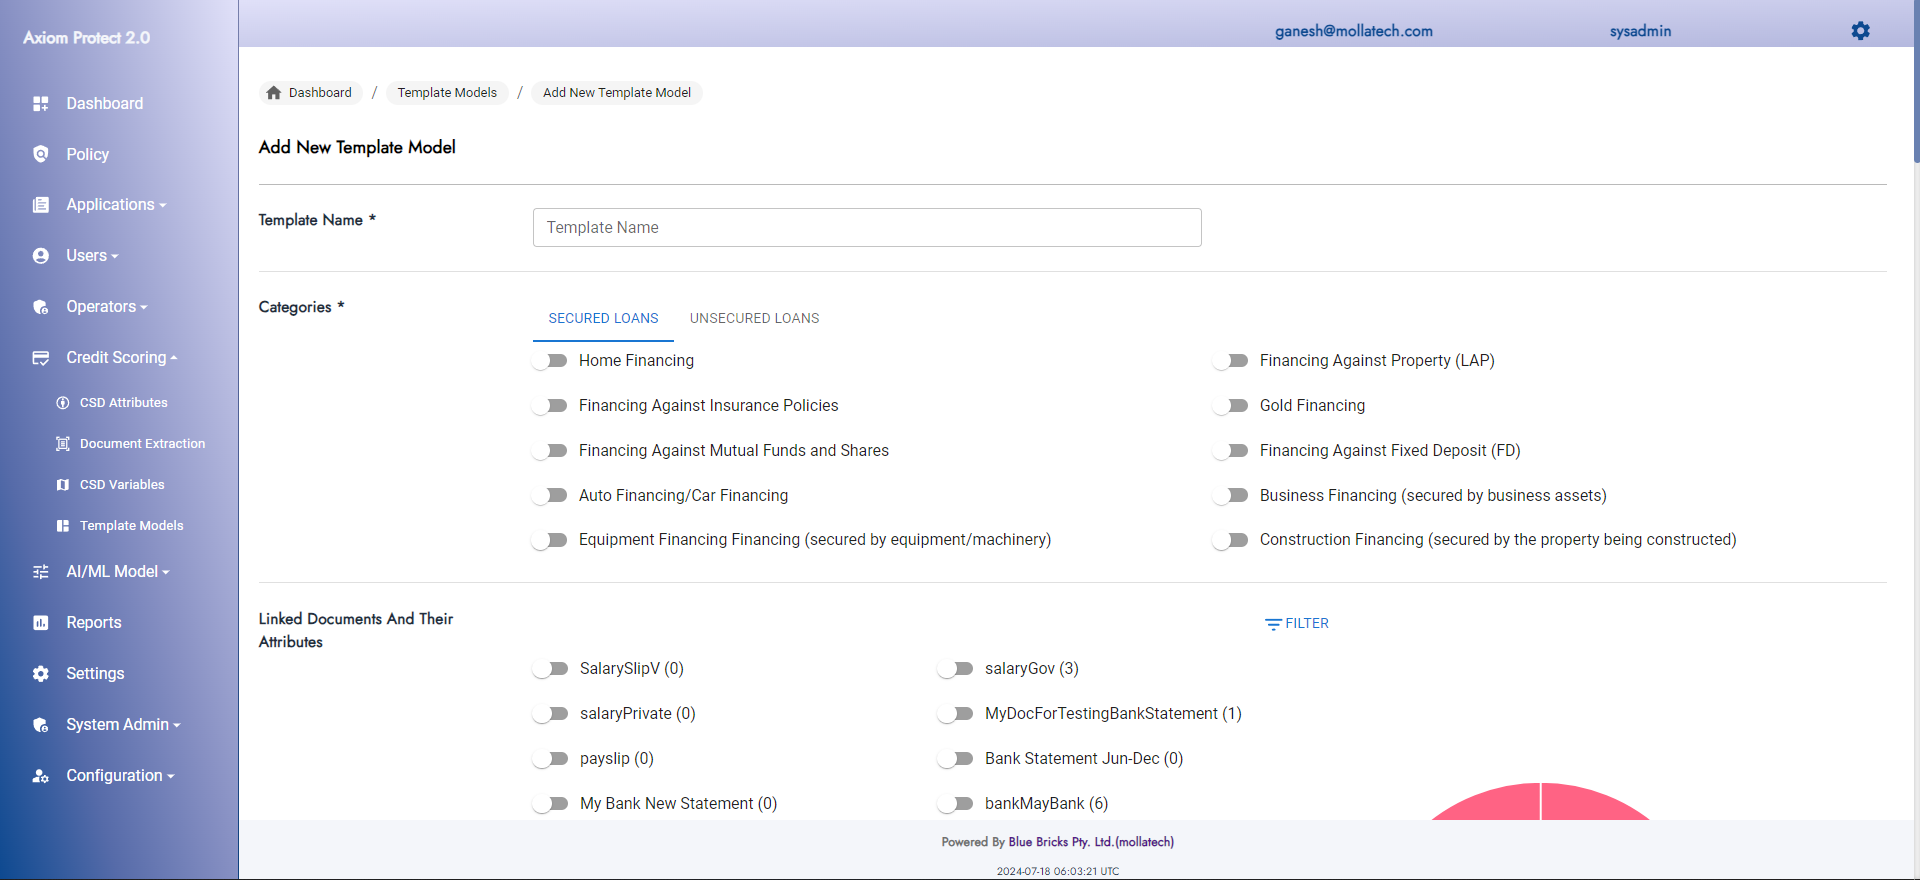 Axiom Protect 2.0
ganesh@mollatech.com
sysadmin
Dashboard
Policy
Applications
Users
Operators
Credit Scoring
CSD Attributes
Document Extraction
CSD Variables
Template Models
AI/ML Model
Reports
Settings
System Admin
Configuration
Dashboard / Template Models / Add New Template Model
Add New Template Model
Template Name *
Template Name
Categories *
SECURED LOANS UNSECURED LOANS
Home Financing Financing Against Property (LAP)
Financing Against Insurance Policies Gold Financing
Financing Against Mutual Funds and Shares Financing Against Fixed Deposit (FD)
Auto Financing/Car Financing Business Financing (secured by business assets)
Equipment Financing Financing (secured by equipment/machinery) Construction Financing (secured by the property being constructed)
Linked Documents And Their
Attributes
FILTER
SalarySlipV (0) salaryGov (3)
salaryPrivate (0) MyDocForTestingBankStatement (1)
payslip (0) Bank Statement Jun-Dec (0)
My Bank New Statement (0) bankMayBank (6)
Powered By Blue Bricks Pty. Ltd.(mollatech)
2024-07-18 06:03:21 UTC